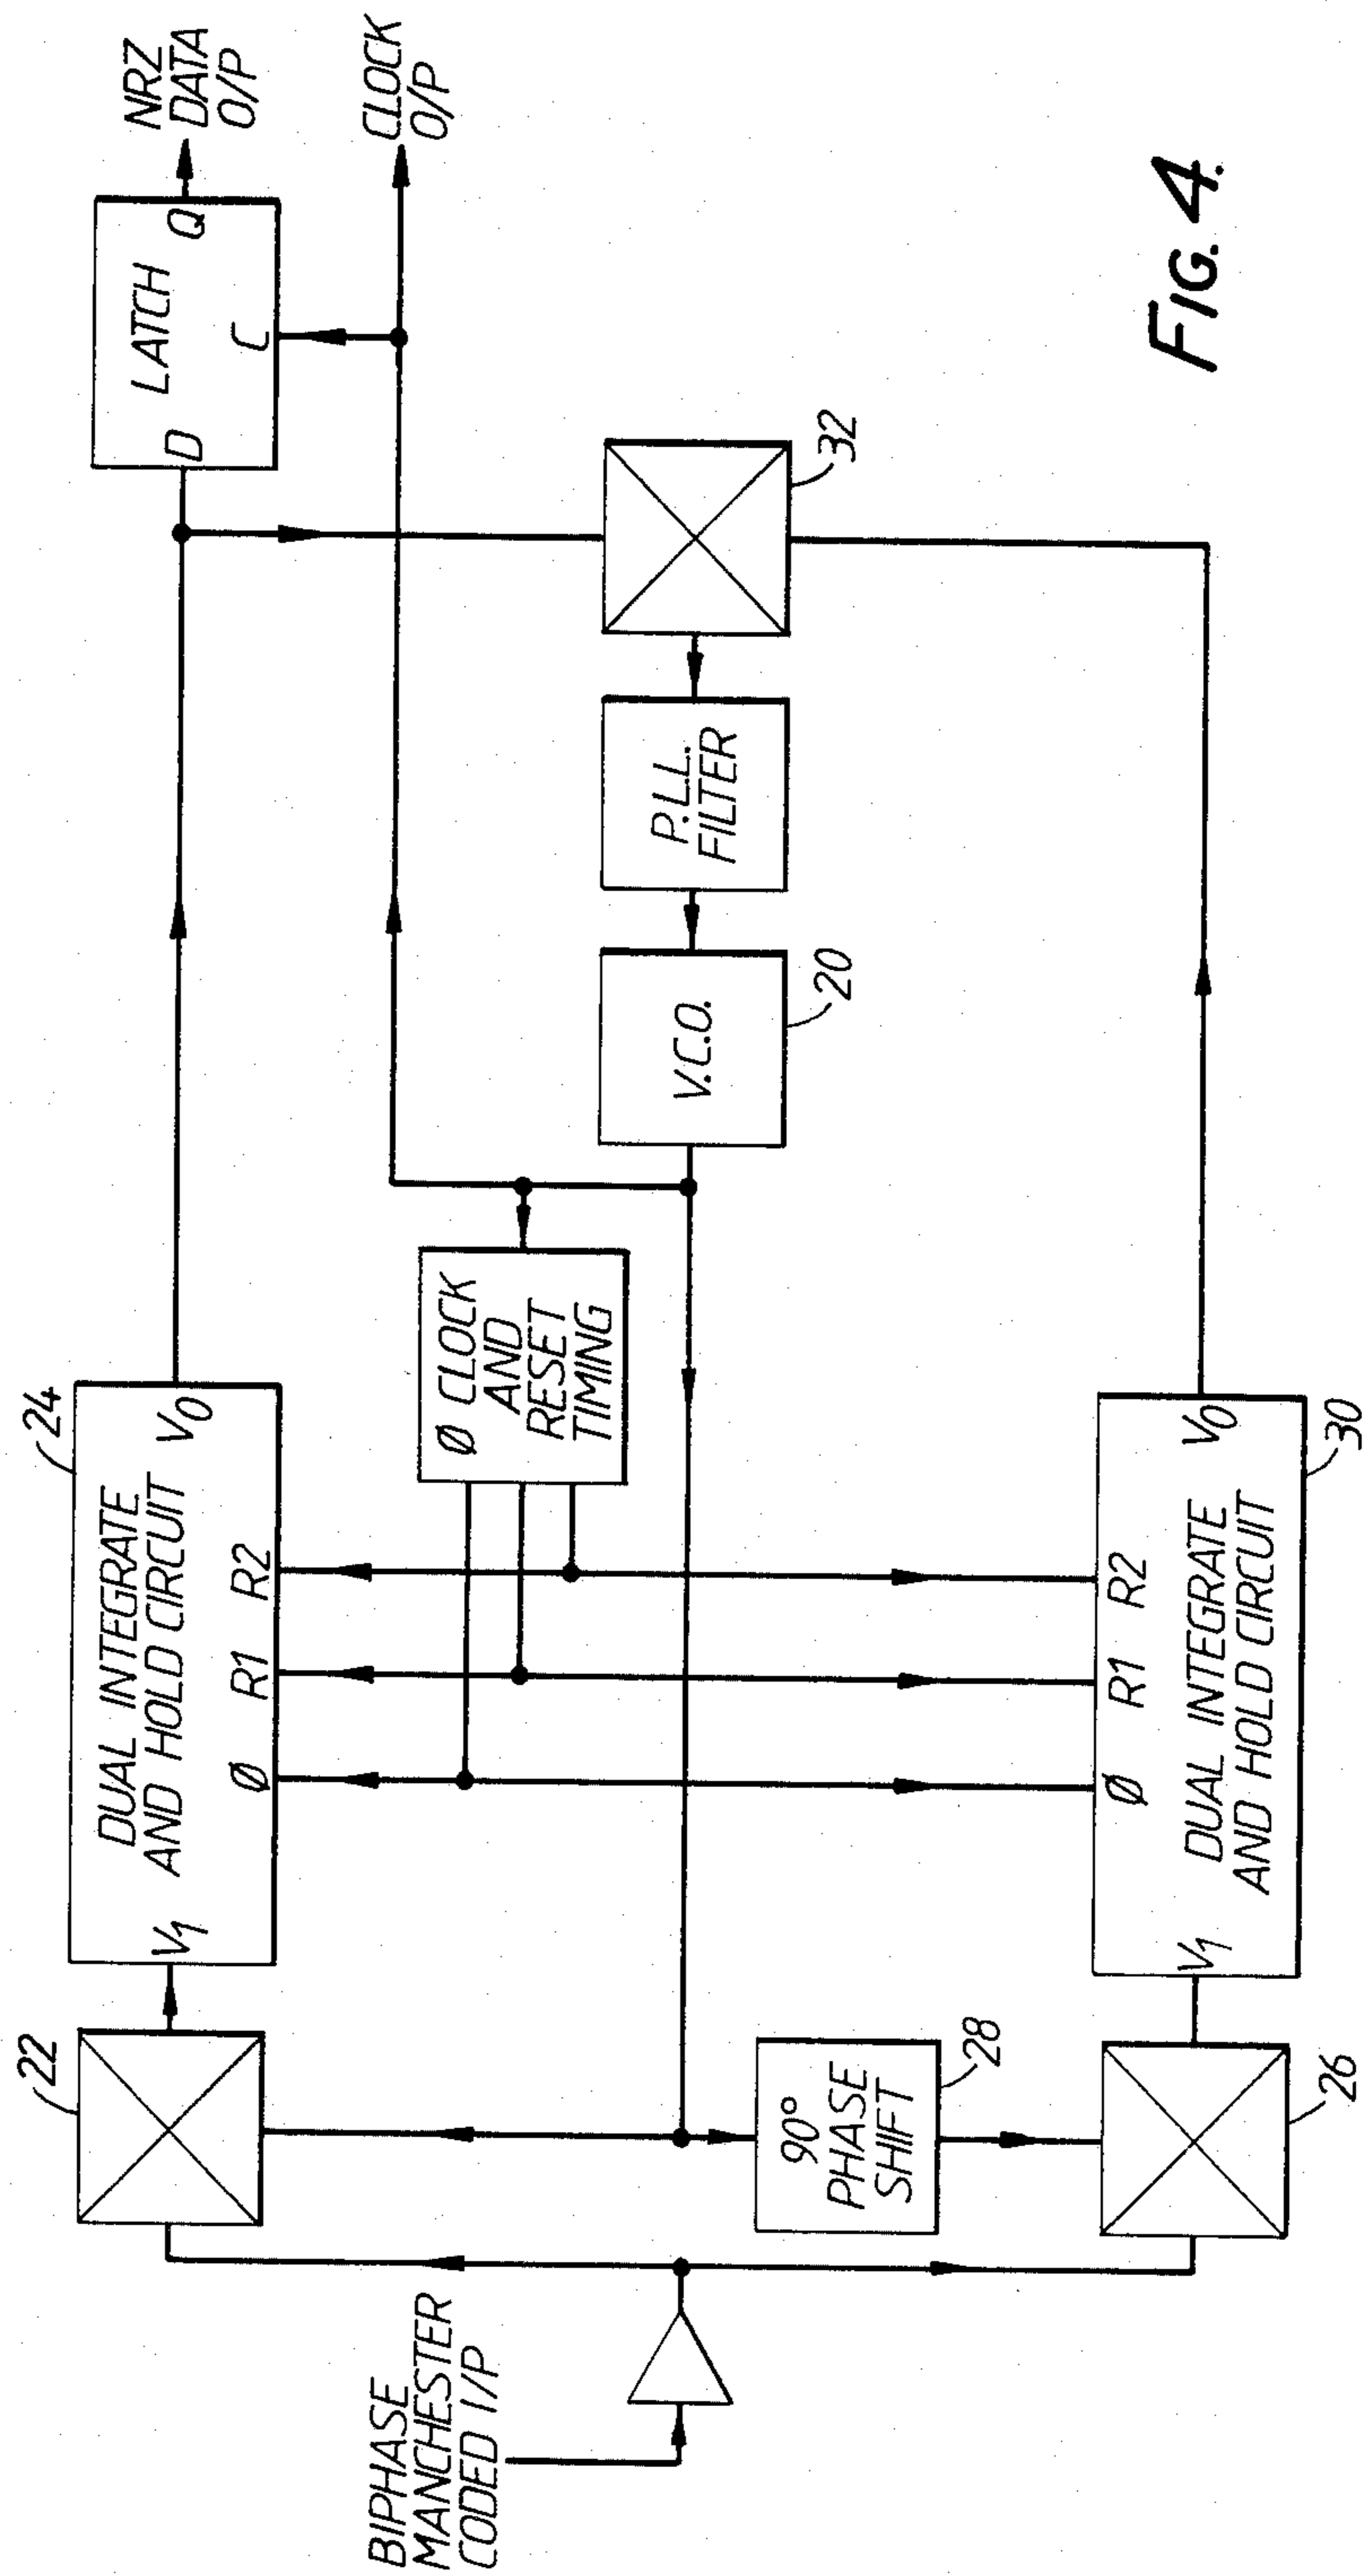 BIPHASE
MANCHESTER
CODED I/P
22
V1
DUAL INTEGRATE
AND HOLD CIRCUIT
V0
Ø
R1
R2
24
Ø CLOCK
AND
RESET
TIMING
LATCH
D
C
Q
NRZ
DATA
O/P
CLOCK
O/P
90°
PHASE
SHIFT
28
V.C.O.
20
P.L.L.
FILTER
32
26
Ø
R1
R2
V1
DUAL INTEGRATE
AND HOLD CIRCUIT
V0
30
FIG. 4.